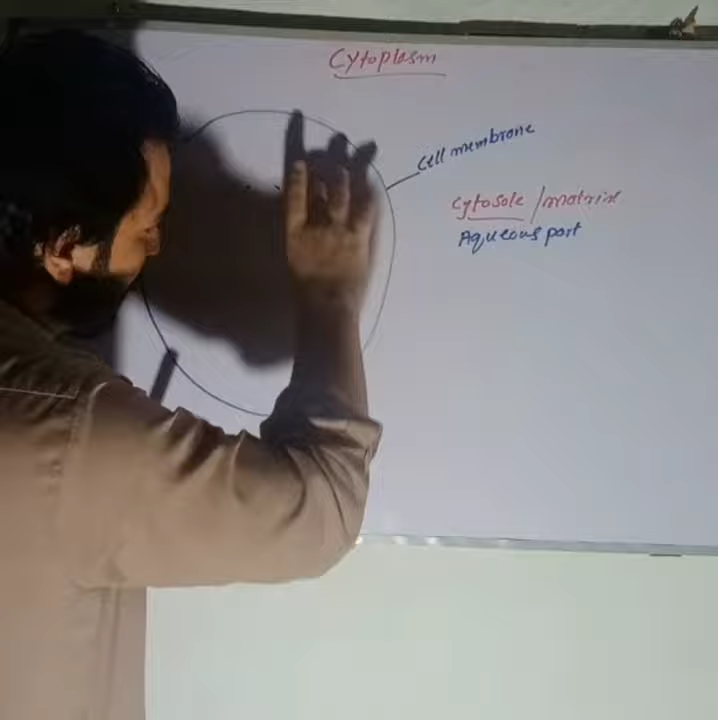 Cytoplasm
Cell membrane
Cytosole / matrix
Aqueous part